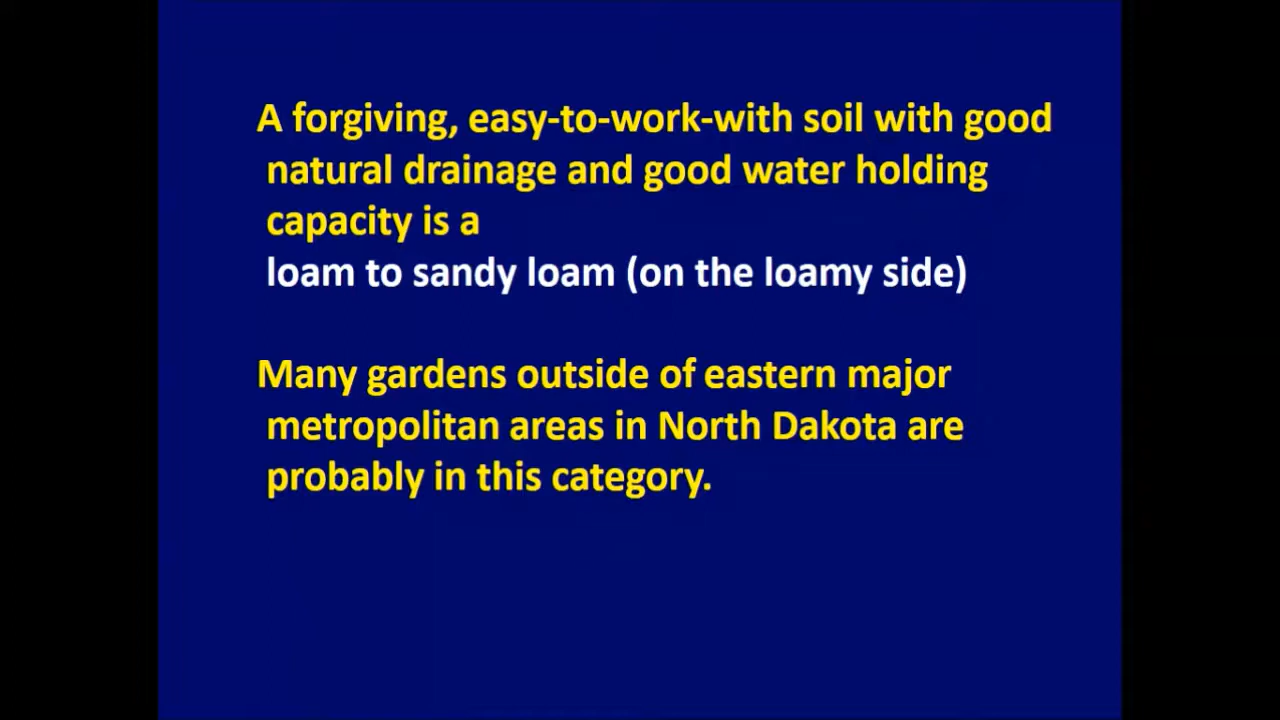 A forgiving, easy-to-work-with soil with good
natural drainage and good water holding
capacity is a
loam to sandy loam (on the loamy side)
Many gardens outside of eastern major
metropolitan areas in North Dakota are
probably in this category.